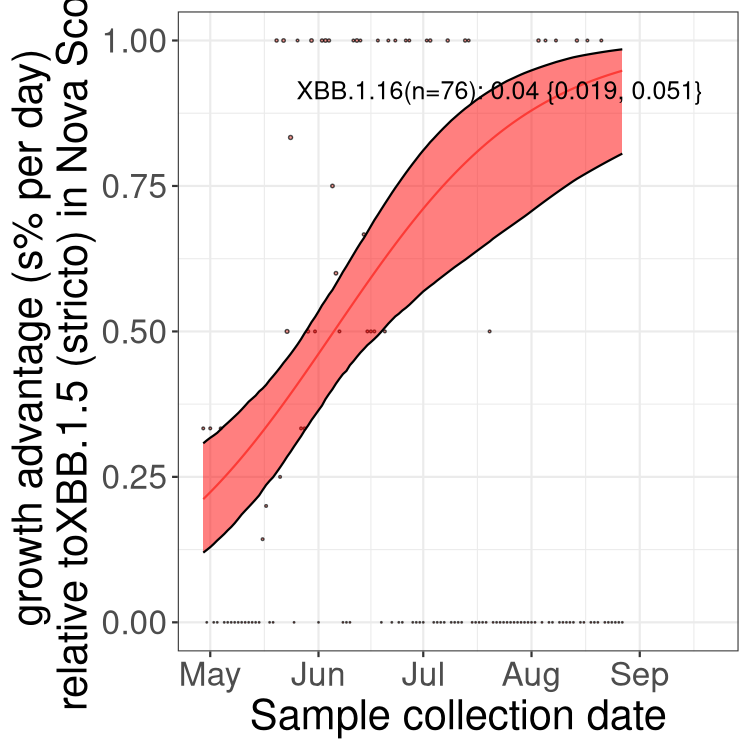 growth advantage (s% per day)
relative toXBB.1.5 (stricto) in Nova Sco
1.00
0.75
0.50
0.25
0.00
XBB.1.16(n=76): 0.04 {0.019, 0.051}
May Jun Jul Aug Sep
Sample collection date